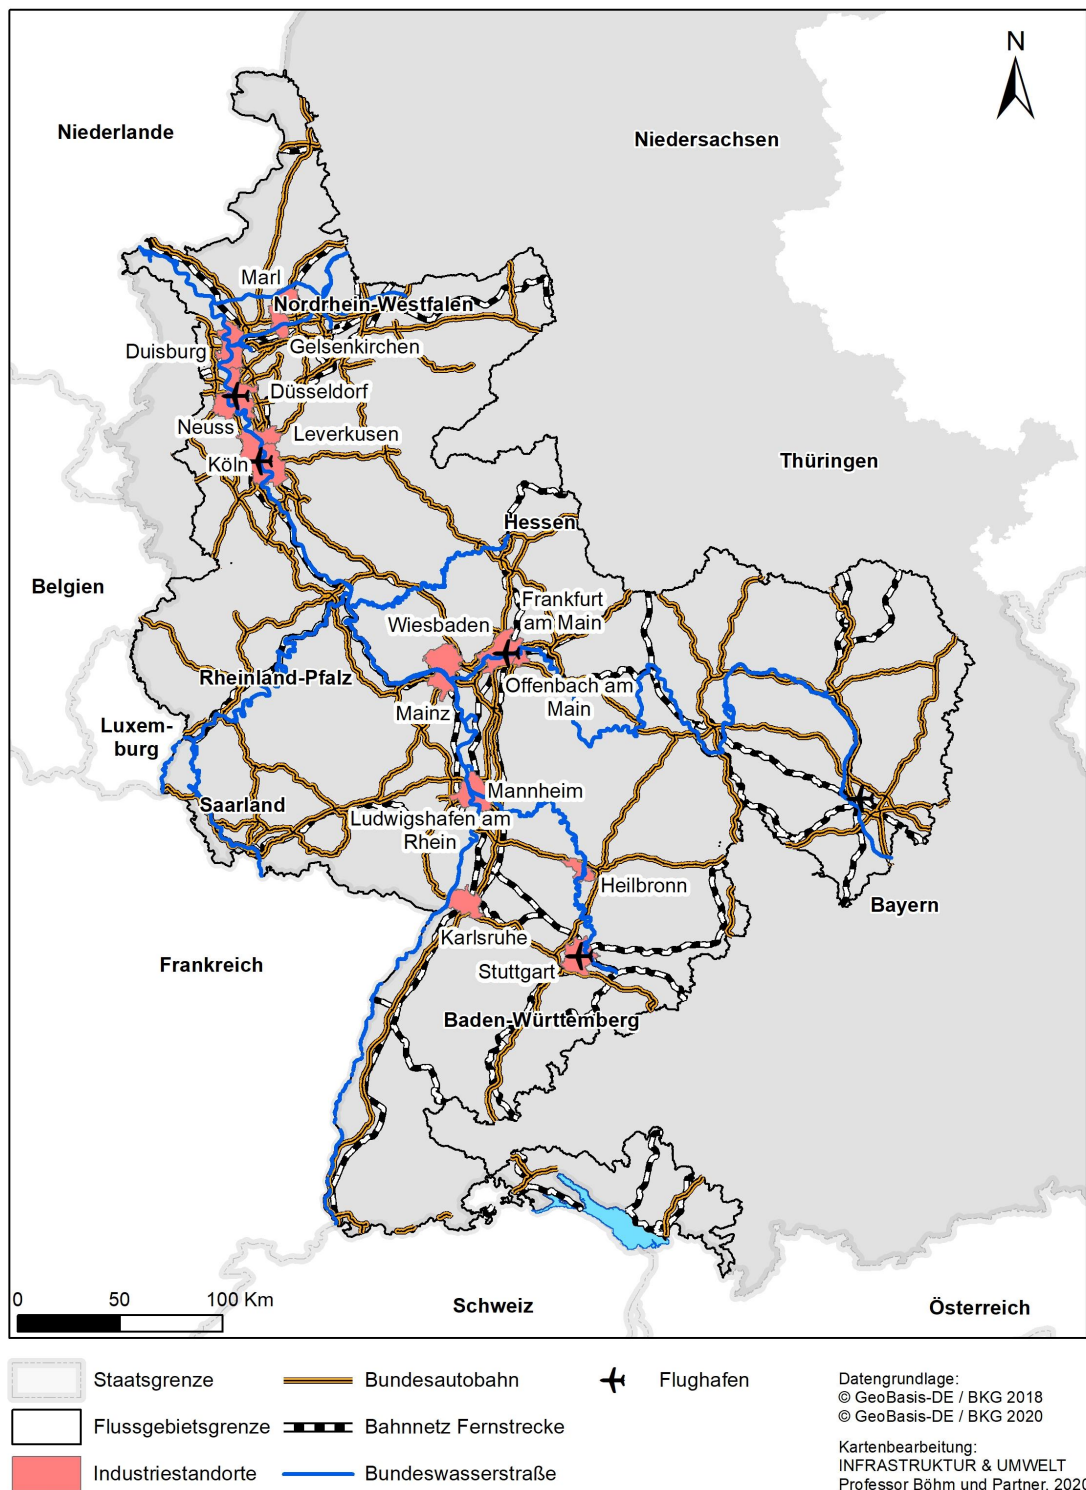 N
Niederlande
Niedersachsen
Marl
Nordrhein-Westfalen
Duisburg
Gelsenkirchen
Düsseldorf
Neuss
Leverkusen
Köln
Thüringen
Hessen
Belgien
Frankfurt
am Main
Wiesbaden
Rheinland-Pfalz
Offenbach am
Main
Mainz
Luxem-
burg
Saarland
Mannheim
Ludwigshafen am
Rhein
Heilbronn
Bayern
Karlsruhe
Frankreich
Stuttgart
Baden-Württemberg
0 50 100 Km
Schweiz
Österreich
Staatsgrenze
Flussgebietsgrenze
Industriestandorte
Bundesautobahn
Bahnnetz Fernstrecke
Bundeswasserstraße
Flughafen
Datengrundlage:
© GeoBasis-DE / BKG 2018
© GeoBasis-DE / BKG 2020
Kartenbearbeitung:
INFRASTRUKTUR & UMWELT
Professor Böhm und Partner, 2020